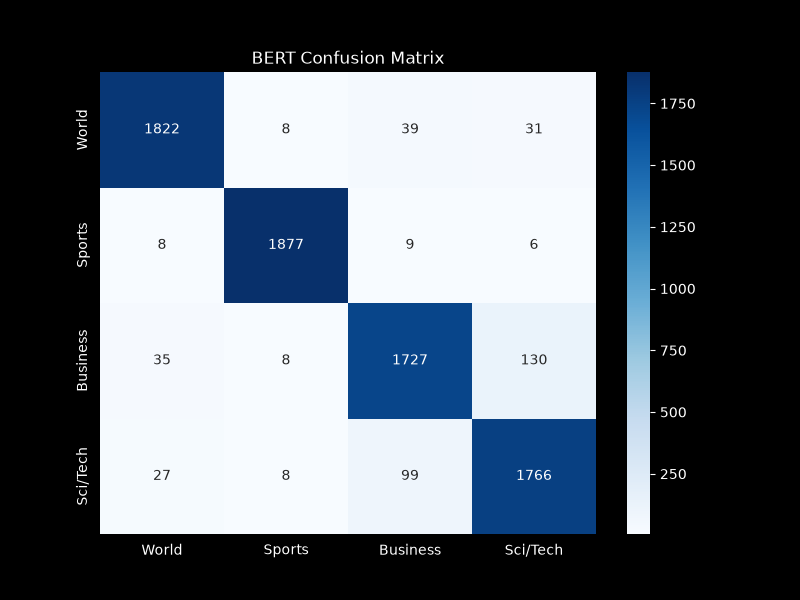 BERT Confusion Matrix
World 1822 8 39 31
Sports 8 1877 9 6
Business 35 8 1727 130
Sci/Tech 27 8 99 1766
World Sports Business Sci/Tech
1750
1500
1250
1000
750
500
250